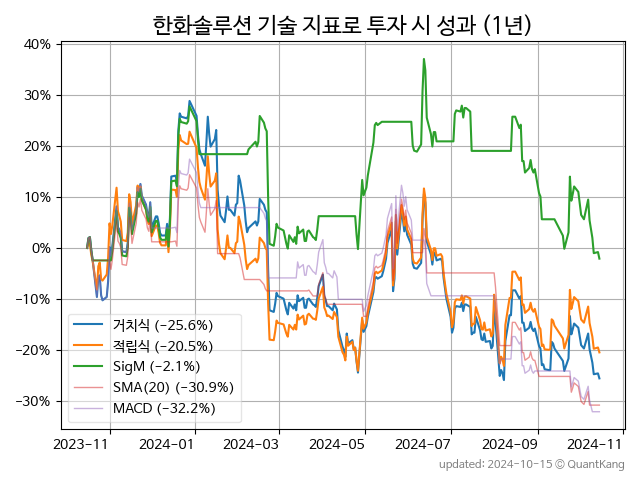 한화솔루션 기술 지표로 투자 시 성과 (1년)
40%
30%
20%
10%
0%
−10%
−20%
−30%
거치식 (−25.6%)
적립식 (−20.5%)
SigM (−2.1%)
SMA(20) (−30.9%)
MACD (−32.2%)
2023-11 2024-01 2024-03 2024-05 2024-07 2024-09 2024-11
updated: 2024-10-15 © QuantKang